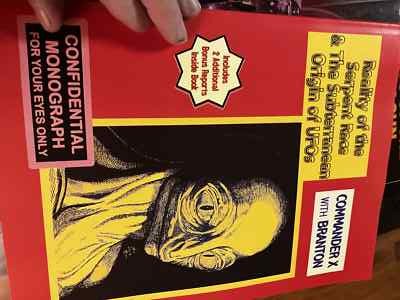 Reality of the
Serpent Race
& The Subterranean
Origin of UFOs
COMMANDER X
WITH BRANTON
Includes
2 Additional
Bonus Reports
Inside Book
CONFIDENTIAL
MONOGRAPH
FOR YOUR EYES ONLY